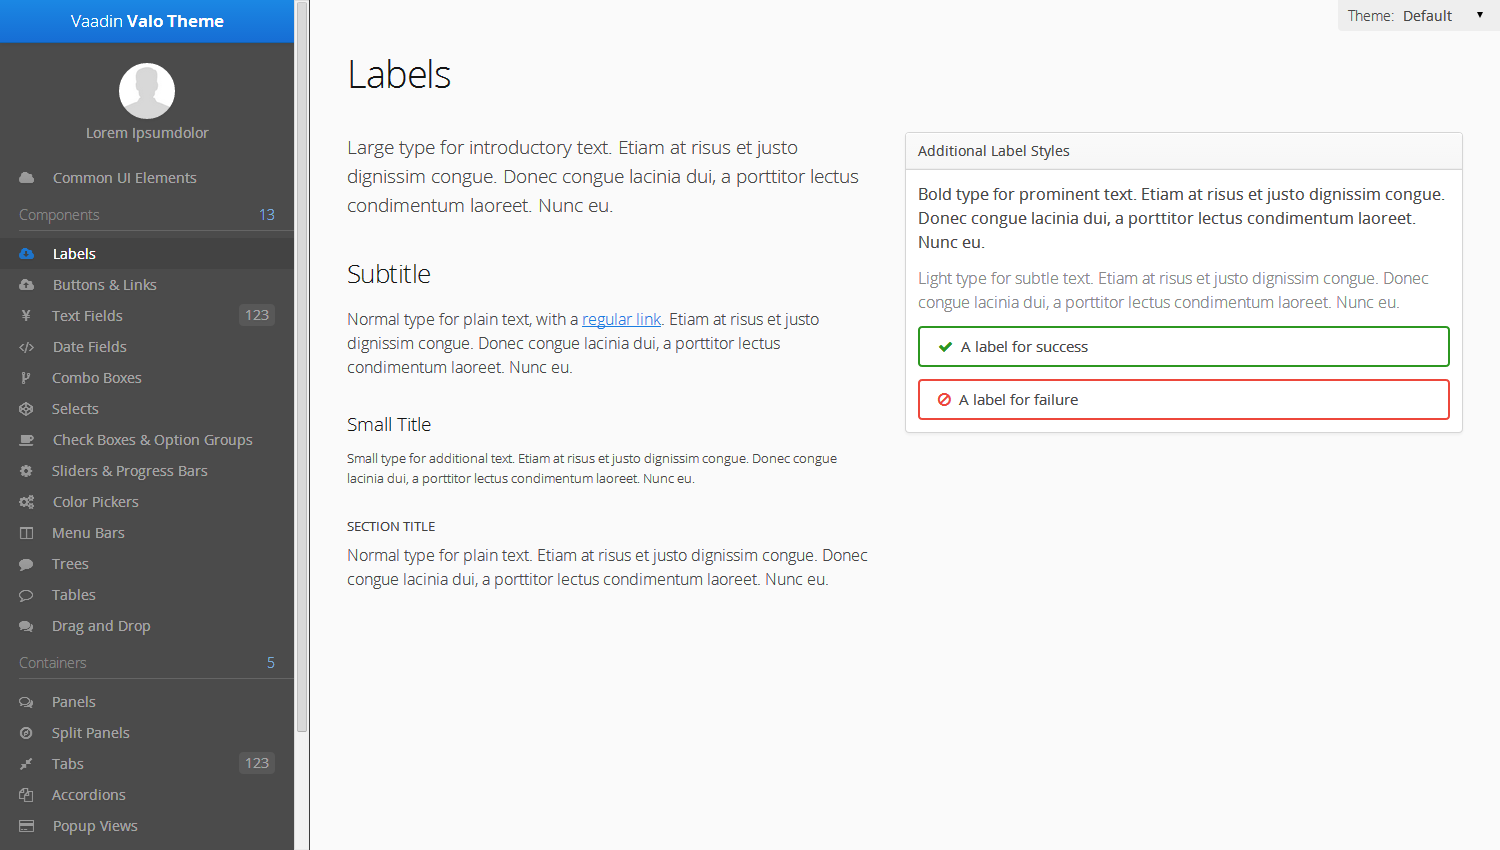 Vaadin Valo Theme
Lorem Ipsumdolor
Common UI Elements
Components 13
Labels
Buttons & Links
Text Fields 123
Date Fields
Combo Boxes
Selects
Check Boxes & Option Groups
Sliders & Progress Bars
Color Pickers
Menu Bars
Trees
Tables
Drag and Drop
Containers 5
Panels
Split Panels
Tabs 123
Accordions
Popup Views
Theme: Default
Labels
Large type for introductory text. Etiam at risus et justo
dignissim congue. Donec congue lacinia dui, a porttitor lectus
condimentum laoreet. Nunc eu.
Subtitle
Normal type for plain text, with a regular link. Etiam at risus et justo
dignissim congue. Donec congue lacinia dui, a porttitor lectus
condimentum laoreet. Nunc eu.
Small Title
Small type for additional text. Etiam at risus et justo dignissim congue. Donec congue
lacinia dui, a porttitor lectus condimentum laoreet. Nunc eu.
SECTION TITLE
Normal type for plain text. Etiam at risus et justo dignissim congue. Donec
congue lacinia dui, a porttitor lectus condimentum laoreet. Nunc eu.
Additional Label Styles
Bold type for prominent text. Etiam at risus et justo dignissim congue.
Donec congue lacinia dui, a porttitor lectus condimentum laoreet.
Nunc eu.
Light type for subtle text. Etiam at risus et justo dignissim congue. Donec
congue lacinia dui, a porttitor lectus condimentum laoreet. Nunc eu.
A label for success
A label for failure